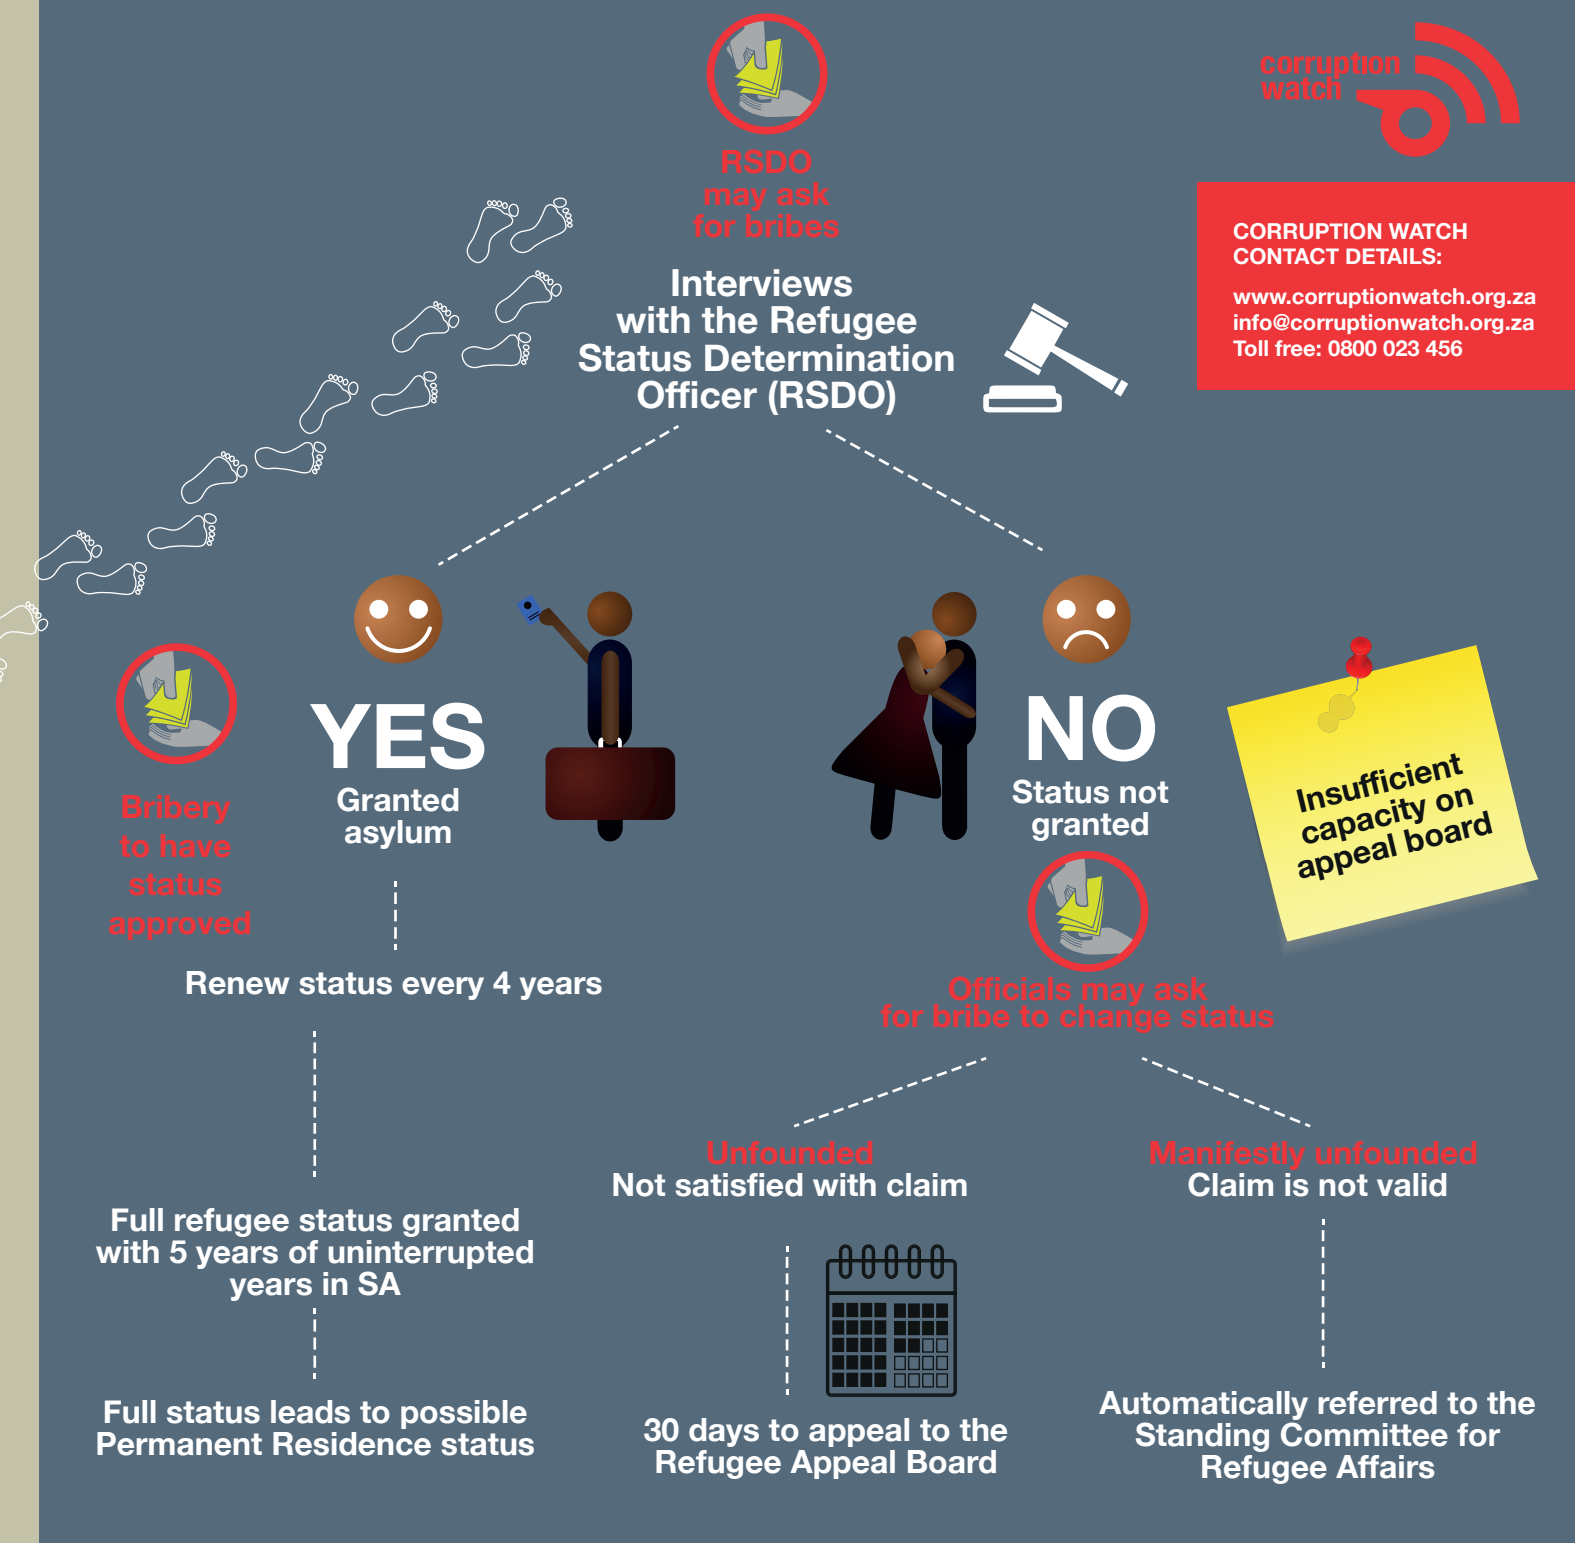 corruption
watch
RSDO
may ask
for bribes
CORRUPTION WATCH
CONTACT DETAILS:
www.corruptionwatch.org.za
info@corruptionwatch.org.za
Toll free: 0800 023 456
Interviews
with the Refugee
Status Determination
Officer (RSDO)
Bribery
to have
status
approved
YES
Granted
asylum
NO
Status not
granted
Insufficient
capacity on
appeal board
Renew status every 4 years
Officials may ask
for bribe to change status
Full refugee status granted
with 5 years of uninterrupted
years in SA
Full status leads to possible
Permanent Residence status
Unfounded
Not satisfied with claim
30 days to appeal to the
Refugee Appeal Board
Manifestly unfounded
Claim is not valid
Automatically referred to the
Standing Committee for
Refugee Affairs